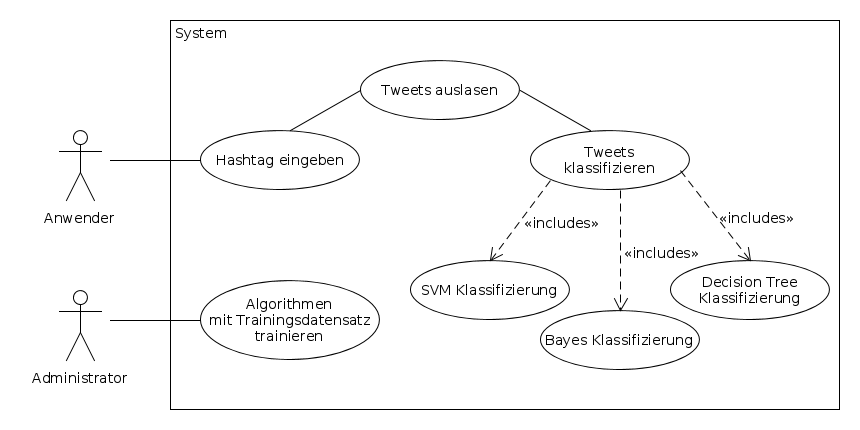 System
Tweets auslasen
Hashtag eingeben
Tweets
klassifizieren
Anwender
«includes»
«includes»
«includes»
SVM Klassifizierung
Bayes Klassifizierung
Decision Tree
Klassifizierung
Algorithmen
mit Trainingsdatensatz
trainieren
Administrator